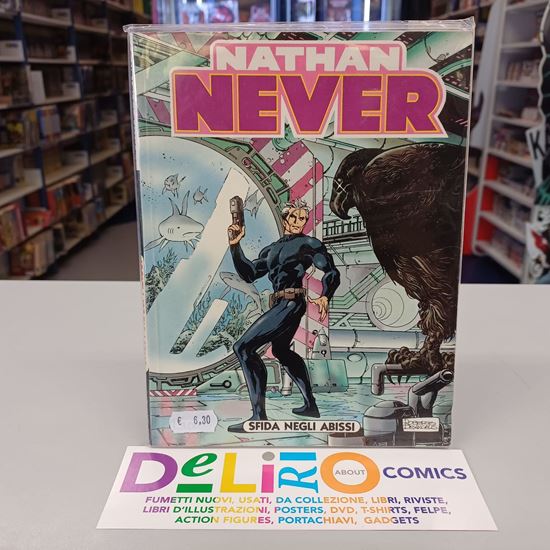 NATHAN
NEVER
€ 6,30
SFIDA NEGLI ABISSI
DeLiRiO ABOUT COMICS
FUMETTI NUOVI, USATI, DA COLLEZIONE, LIBRI, RIVISTE,
LIBRI D'ILLUSTRAZIONI, POSTERS, DVD, T-SHIRTS, FELPE,
ACTION FIGURES, PORTACHIAVI, GADGETS